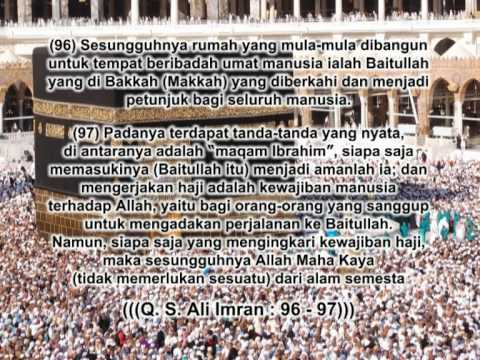 (96) Sesungguhnya rumah yang mula-mula dibangun
untuk tempat beribadah umat manusia ialah Baitullah
yang di Bakkah (Makkah) yang diberkahi dan menjadi
petunjuk bagi seluruh manusia.
(97) Padanya terdapat tanda-tanda yang nyata,
di antaranya adalah "maqam Ibrahim", siapa saja
memasukinya (Baitullah itu) menjadi amanlah ia; dan
mengerjakan haji adalah kewajiban manusia
terhadap Allah, yaitu bagi orang-orang yang sanggup
untuk mengadakan perjalanan ke Baitullah.
Namun, siapa saja yang mengingkari kewajiban haji,
maka sesungguhnya Allah Maha Kaya
(tidak memerlukan sesuatu) dari alam semesta
(((Q. S. Ali Imran : 96 - 97)))